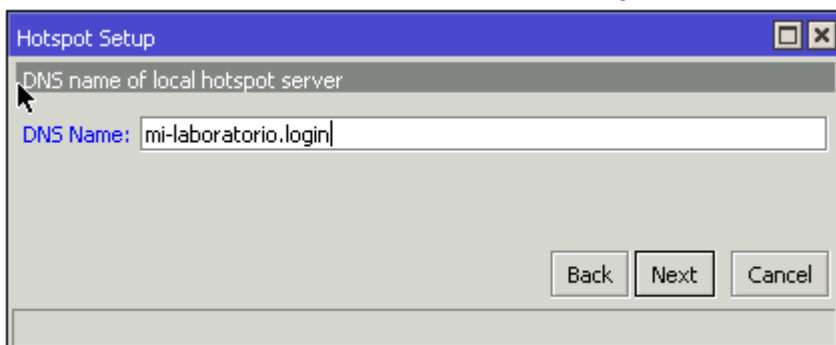 Hotspot Setup
DNS name of local hotspot server
DNS Name: mi-laboratorio.login
Back Next Cancel